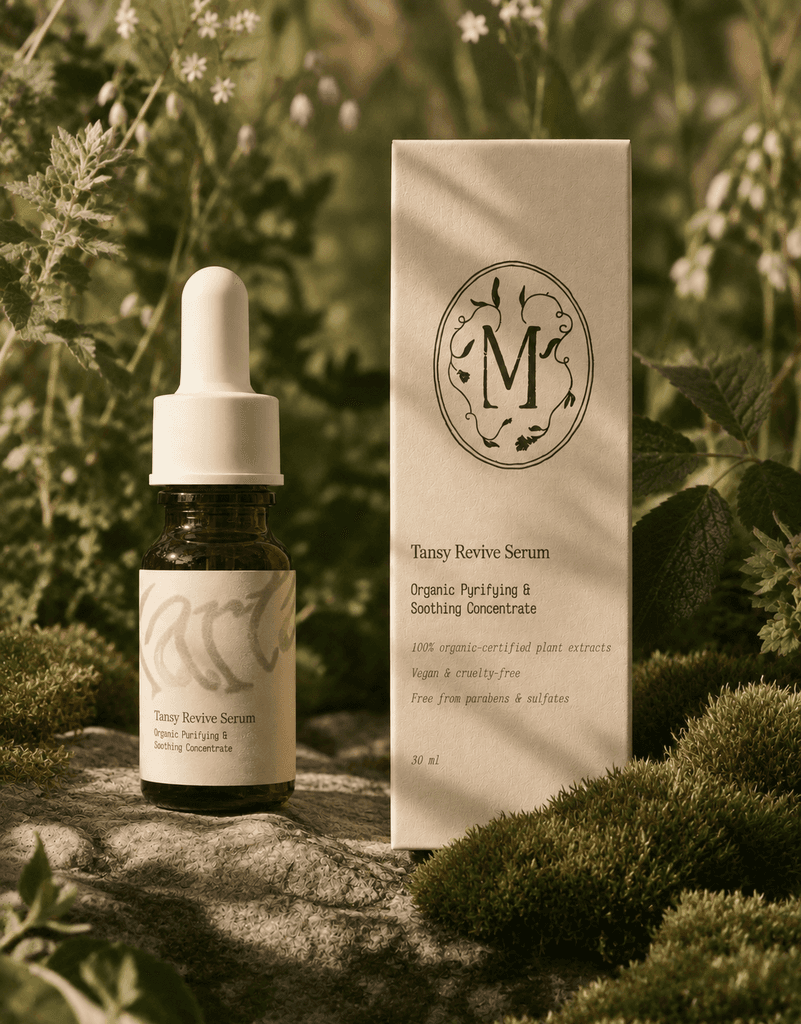 Tansy Revive Serum
Organic Purifying &
Soothing Concentrate
M
Tansy Revive Serum
Organic Pyrifying &
Soothing Concentrate
100% organic-certified plant extracts
Vegan & cruelty-free
Free from parabens & sulfates
30 ml